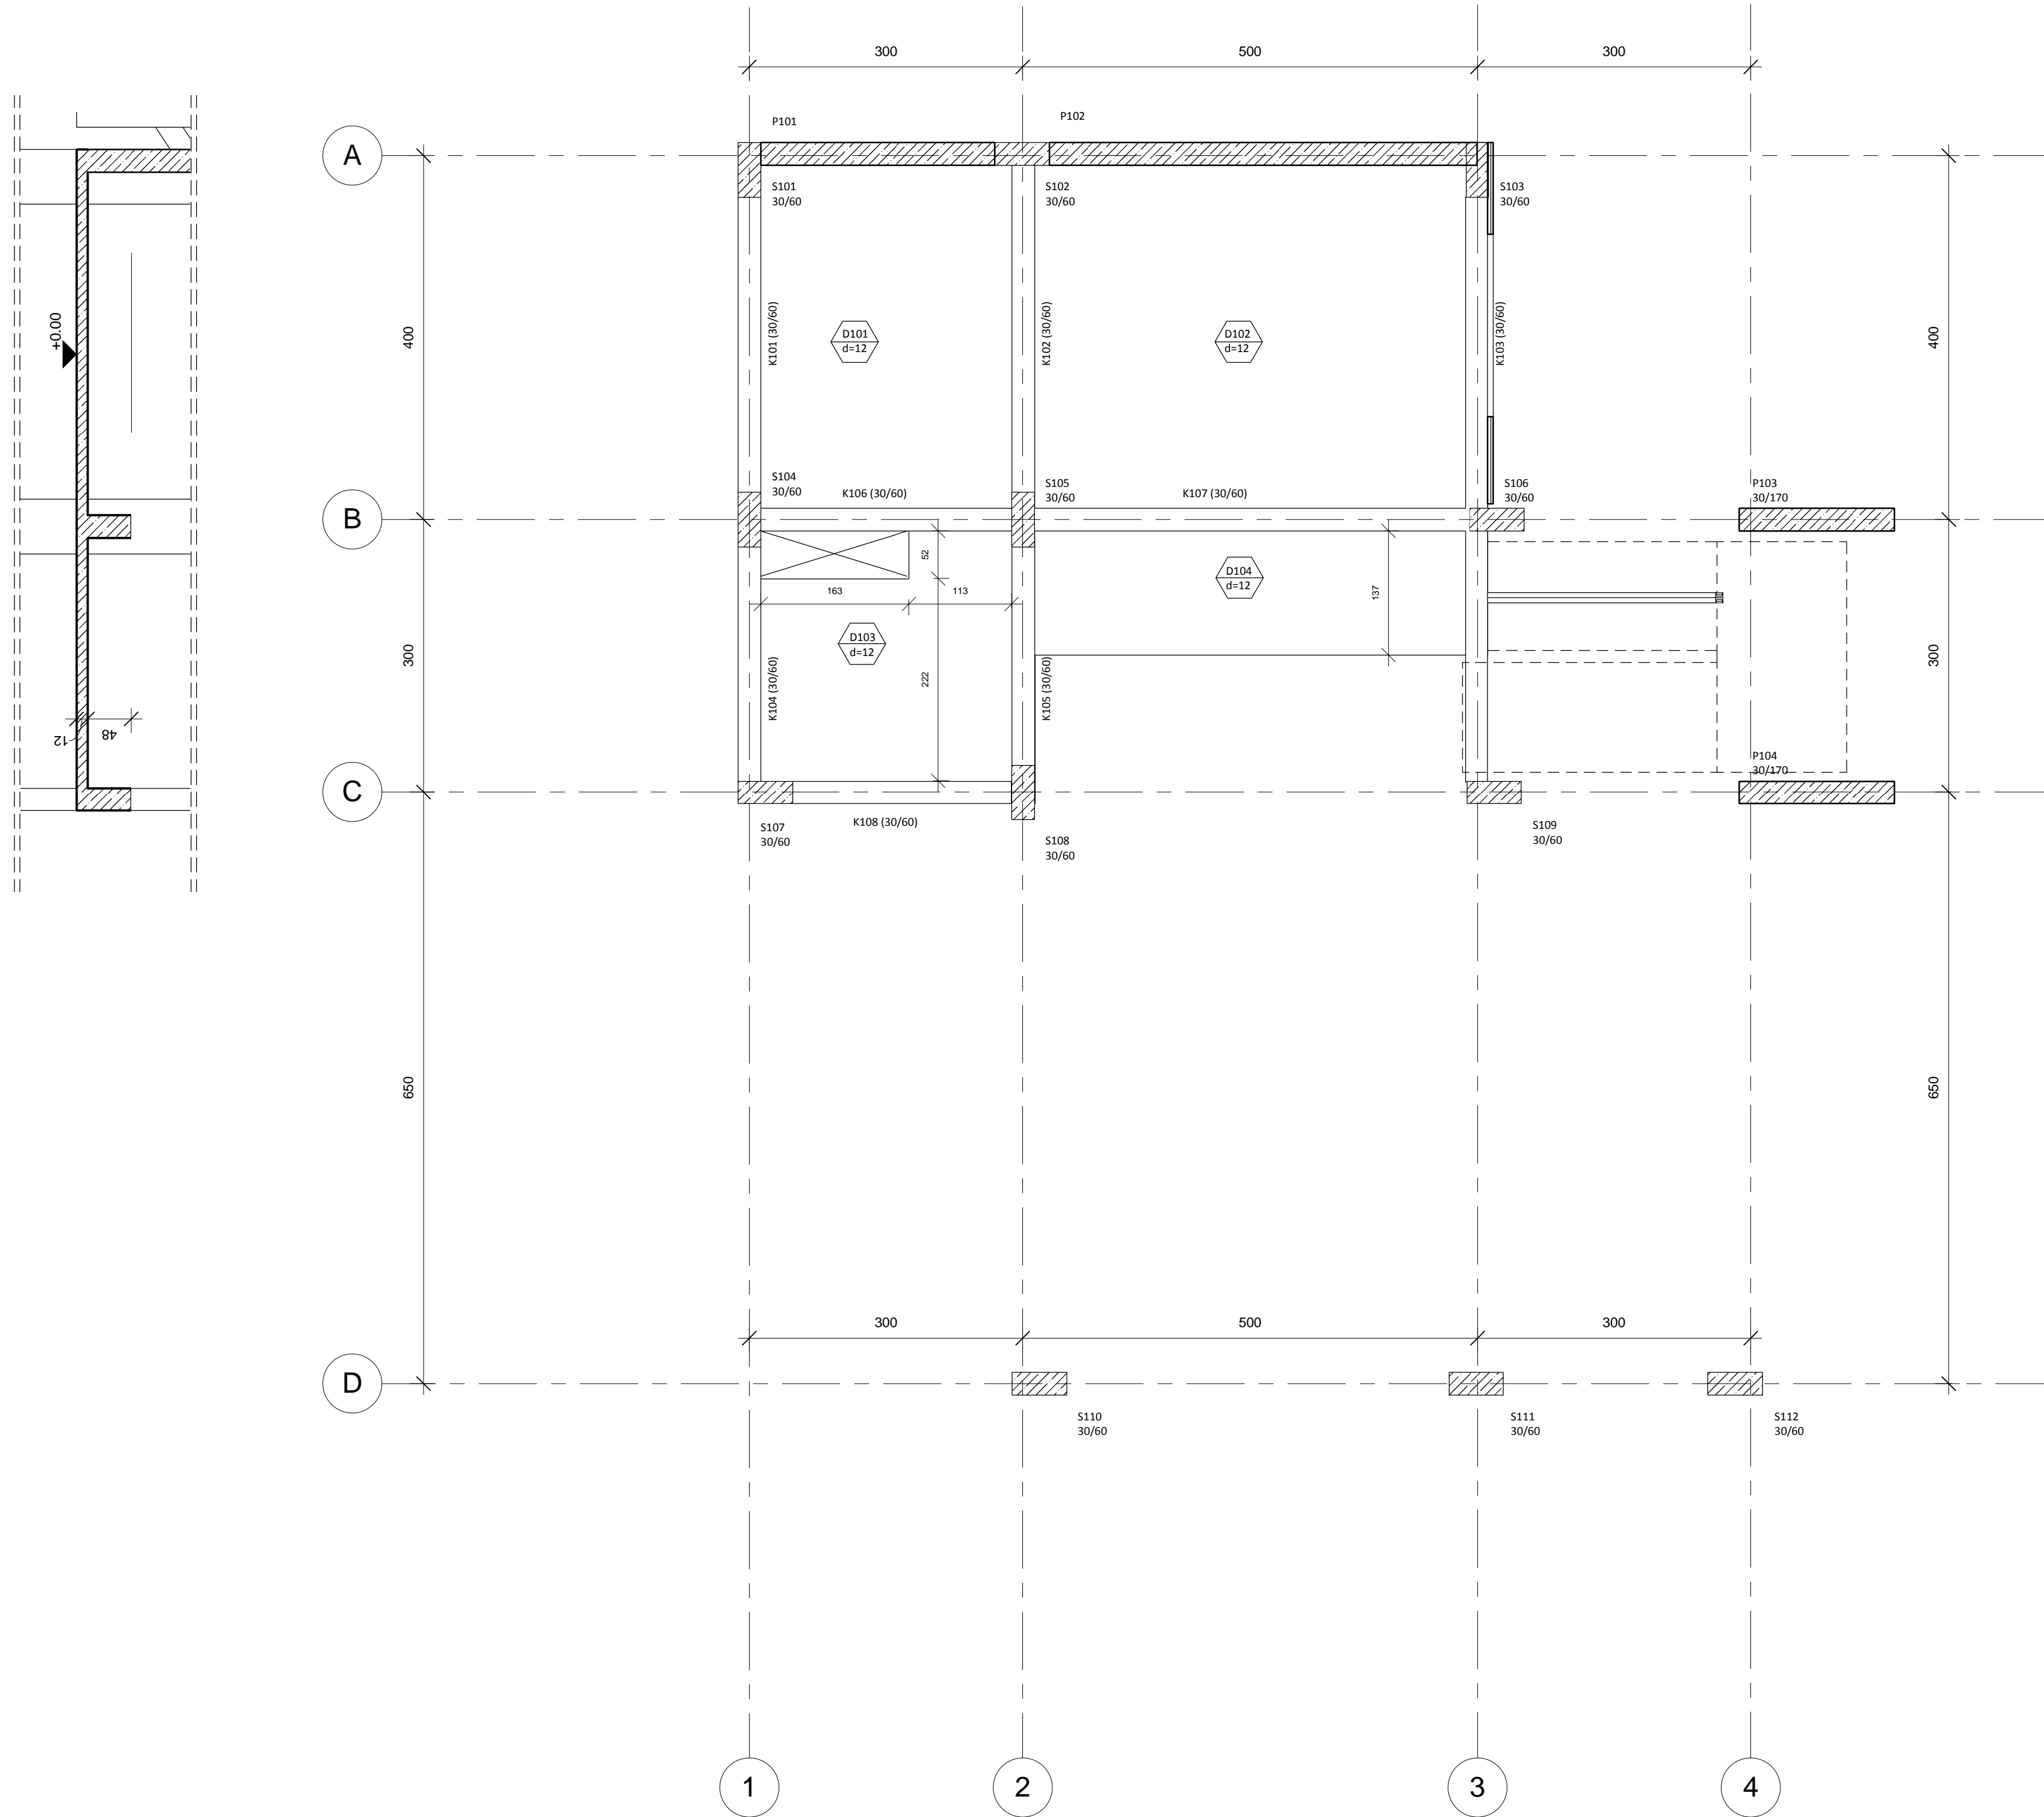 300
500
300
P101
P102
A
S101
30/60
S102
30/60
S103
30/60
+0.00
400
K101 (30/60)
D101
d=12
K102 (30/60)
D102
d=12
K103 (30/60)
400
S104
30/60
K106 (30/60)
S105
30/60
K107 (30/60)
S106
30/60
P103
30/170
B
52
163
113
D104
d=12
137
300
D103
d=12
222
K104 (30/60)
K105 (30/60)
300
12
48
P104
30/170
C
S107
30/60
K108 (30/60)
S108
30/60
S109
30/60
650
650
300
500
300
D
S110
30/60
S111
30/60
S112
30/60
1
2
3
4